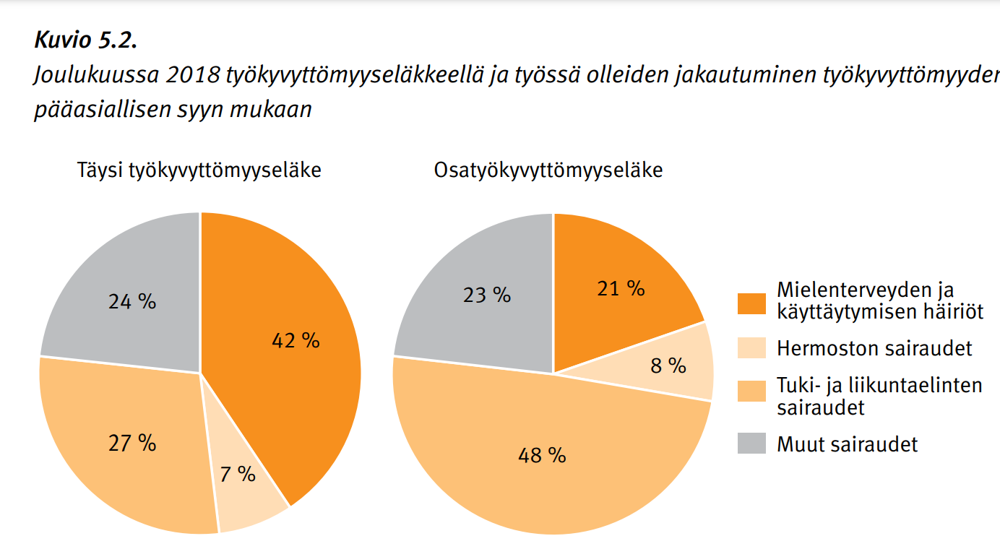 Kuvio 5.2.
Joulukuussa 2018 työkyvyttömyyseläkkeellä ja työssä olleiden jakautuminen työkyvyttömyyden
pääasiallisen syyn mukaan
Täysi työkyvyttömyyseläke
Osatyökyvyttömyyseläke
24 %
42 %
27 %
7 %
23 %
21 %
8 %
48 %
Mielenterveyden ja
käyttäytymisen häiriöt
Hermoston sairaudet
Tuki- ja liikuntaelinten
sairaudet
Muut sairaudet